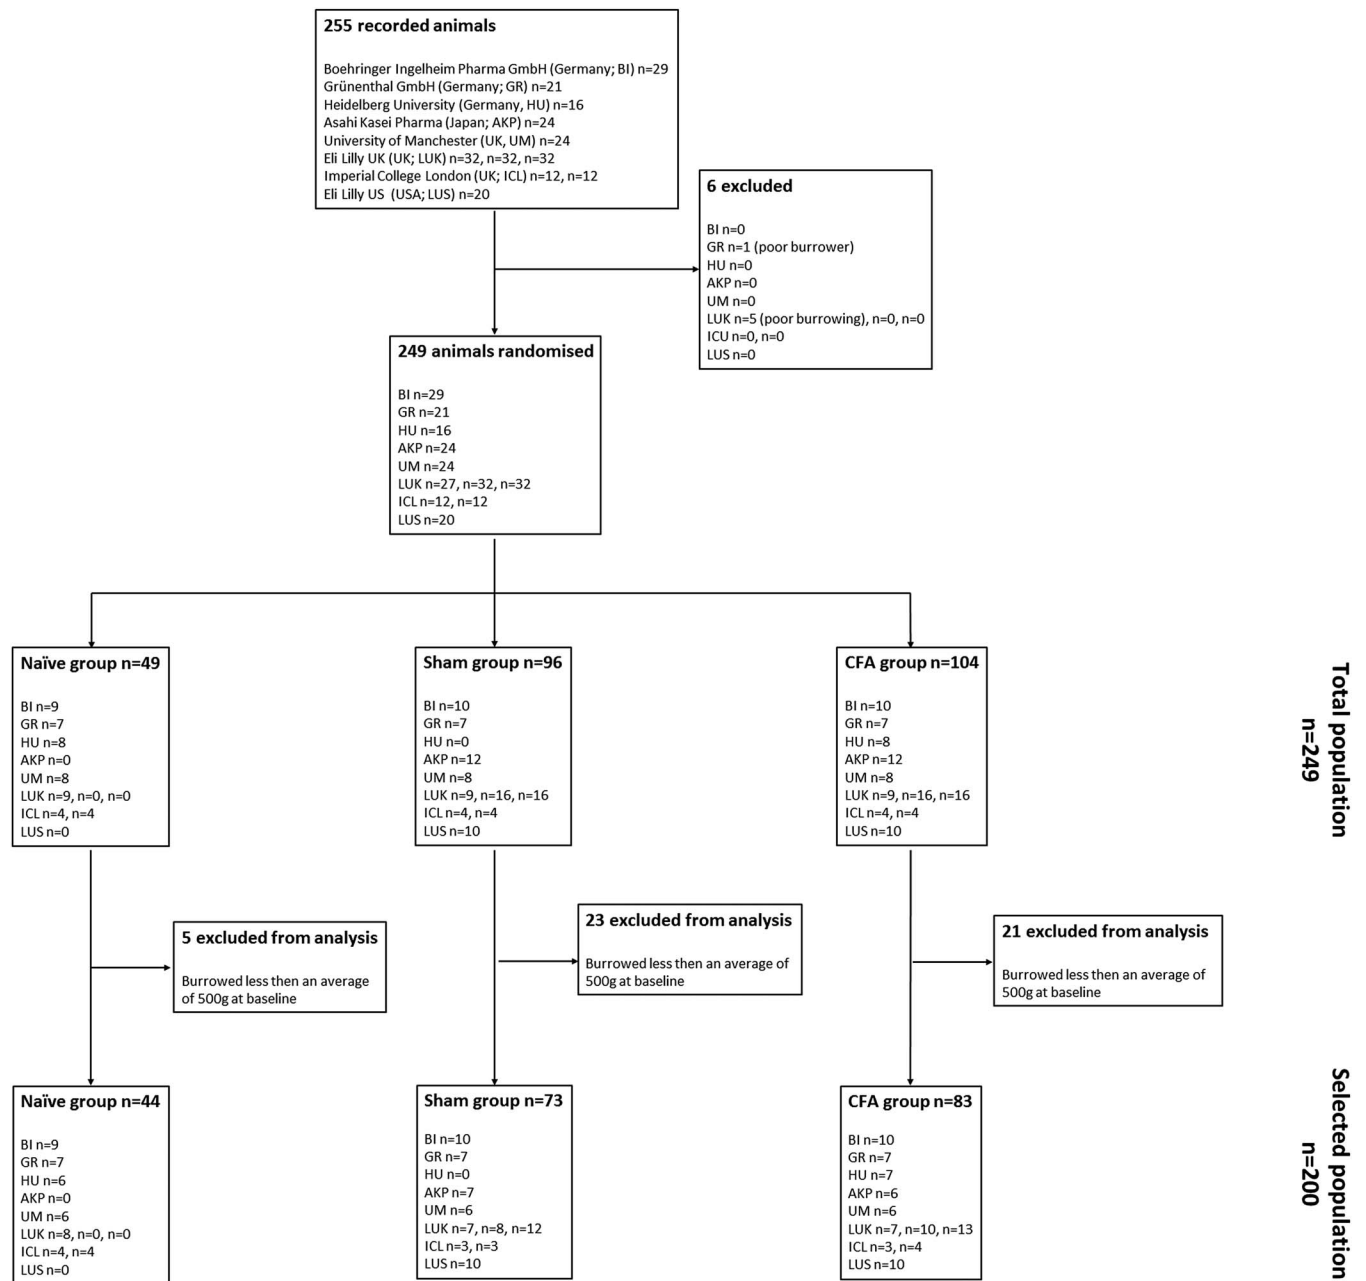 255 recorded animals
Boehringer Ingelheim Pharma GmbH (Germany; BI) n=29
Grünenthal GmbH (Germany; GR) n=21
Heidelberg University (Germany, HU) n=16
Asahi Kasei Pharma (Japan; AKP) n=24
University of Manchester (UK, UM) n=24
Eli Lilly UK (UK; LUK) n=32, n=32, n=32
Imperial College London (UK; ICL) n=12, n=12
Eli Lilly US (USA; LUS) n=20
6 excluded
BI n=0
GR n=1 (poor burrower)
HU n=0
AKP n=0
UM n=0
LUK n=5 (poor burrowing), n=0, n=0
ICU n=0, n=0
LUS n=0
249 animals randomised
BI n=29
GR n=21
HU n=16
AKP n=24
UM n=24
LUK n=27, n=32, n=32
ICL n=12, n=12
LUS n=20
Naïve group n=49
BI n=9
GR n=7
HU n=8
AKP n=0
UM n=8
LUK n=9, n=0, n=0
ICL n=4, n=4
LUS n=0
Sham group n=96
BI n=10
GR n=7
HU n=0
AKP n=12
UM n=8
LUK n=9, n=16, n=16
ICL n=4, n=4
LUS n=10
CFA group n=104
BI n=10
GR n=7
HU n=8
AKP n=12
UM n=8
LUK n=9, n=16, n=16
ICL n=4, n=4
LUS n=10
Total population
n=249
5 excluded from analysis
Burrowed less then an average
of 500g at baseline
23 excluded from analysis
Burrowed less then an average of
500g at baseline
21 excluded from analysis
Burrowed less then an average of
500g at baseline
Naïve group n=44
BI n=9
GR n=7
HU n=6
AKP n=0
UM n=6
LUK n=8, n=0, n=0
ICL n=4, n=4
LUS n=0
Sham group n=73
BI n=10
GR n=7
HU n=0
AKP n=7
UM n=6
LUK n=7, n=8, n=12
ICL n=3, n=3
LUS n=10
CFA group n=83
BI n=10
GR n=7
HU n=7
AKP n=6
UM n=6
LUK n=7, n=10, n=13
ICL n=3, n=4
LUS n=10
Selected population
n=200